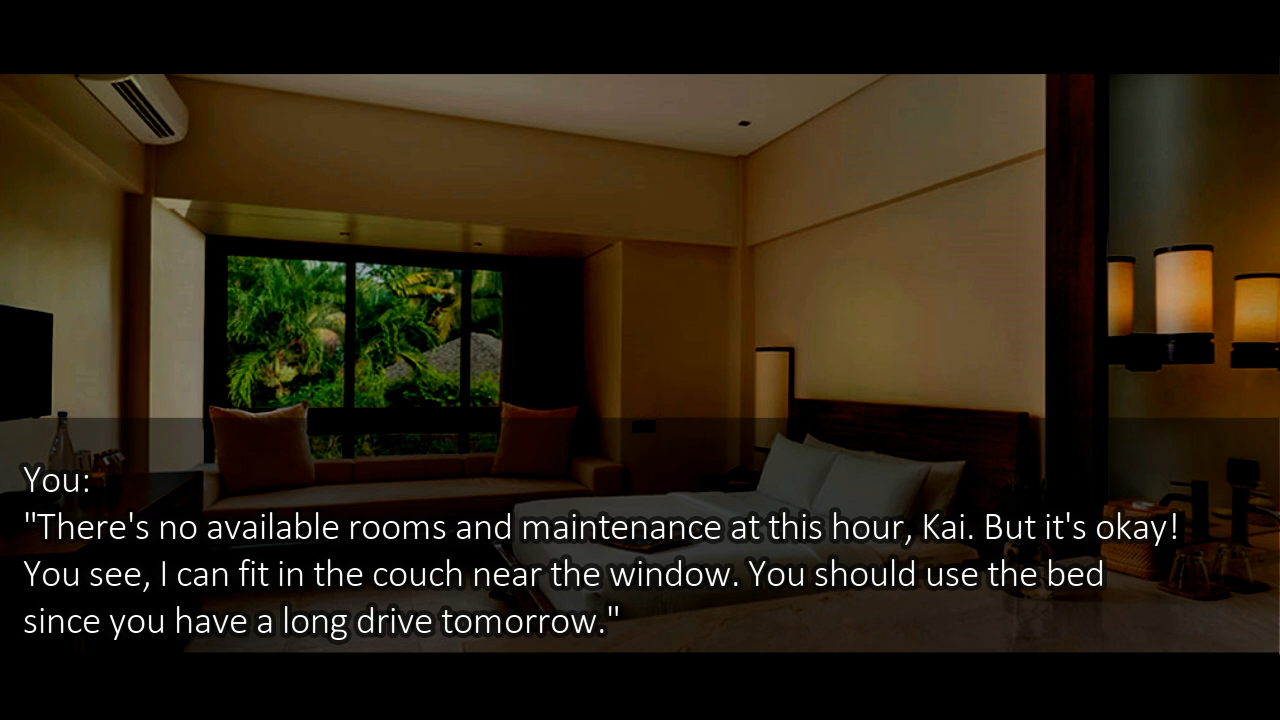 You:
"There's no available rooms and maintenance at this hour, Kai. But it's okay!
You see, I can fit in the couch near the window. You should use the bed
since you have a long drive tomorrow."